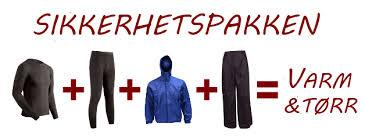 SIKKERHETSPAKKEN
+ + + = VARM
& TØRR